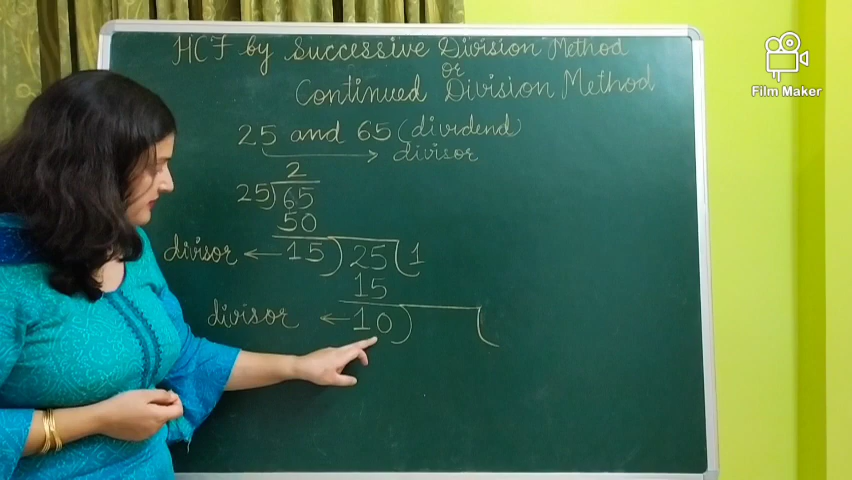 HCF by Successive Division Method
or
Continued Division Method
25 and 65 (dividend)
divisor
2
25)65
50
divisor ← 15)25(1
15
divisor ← 10) (
Film Maker